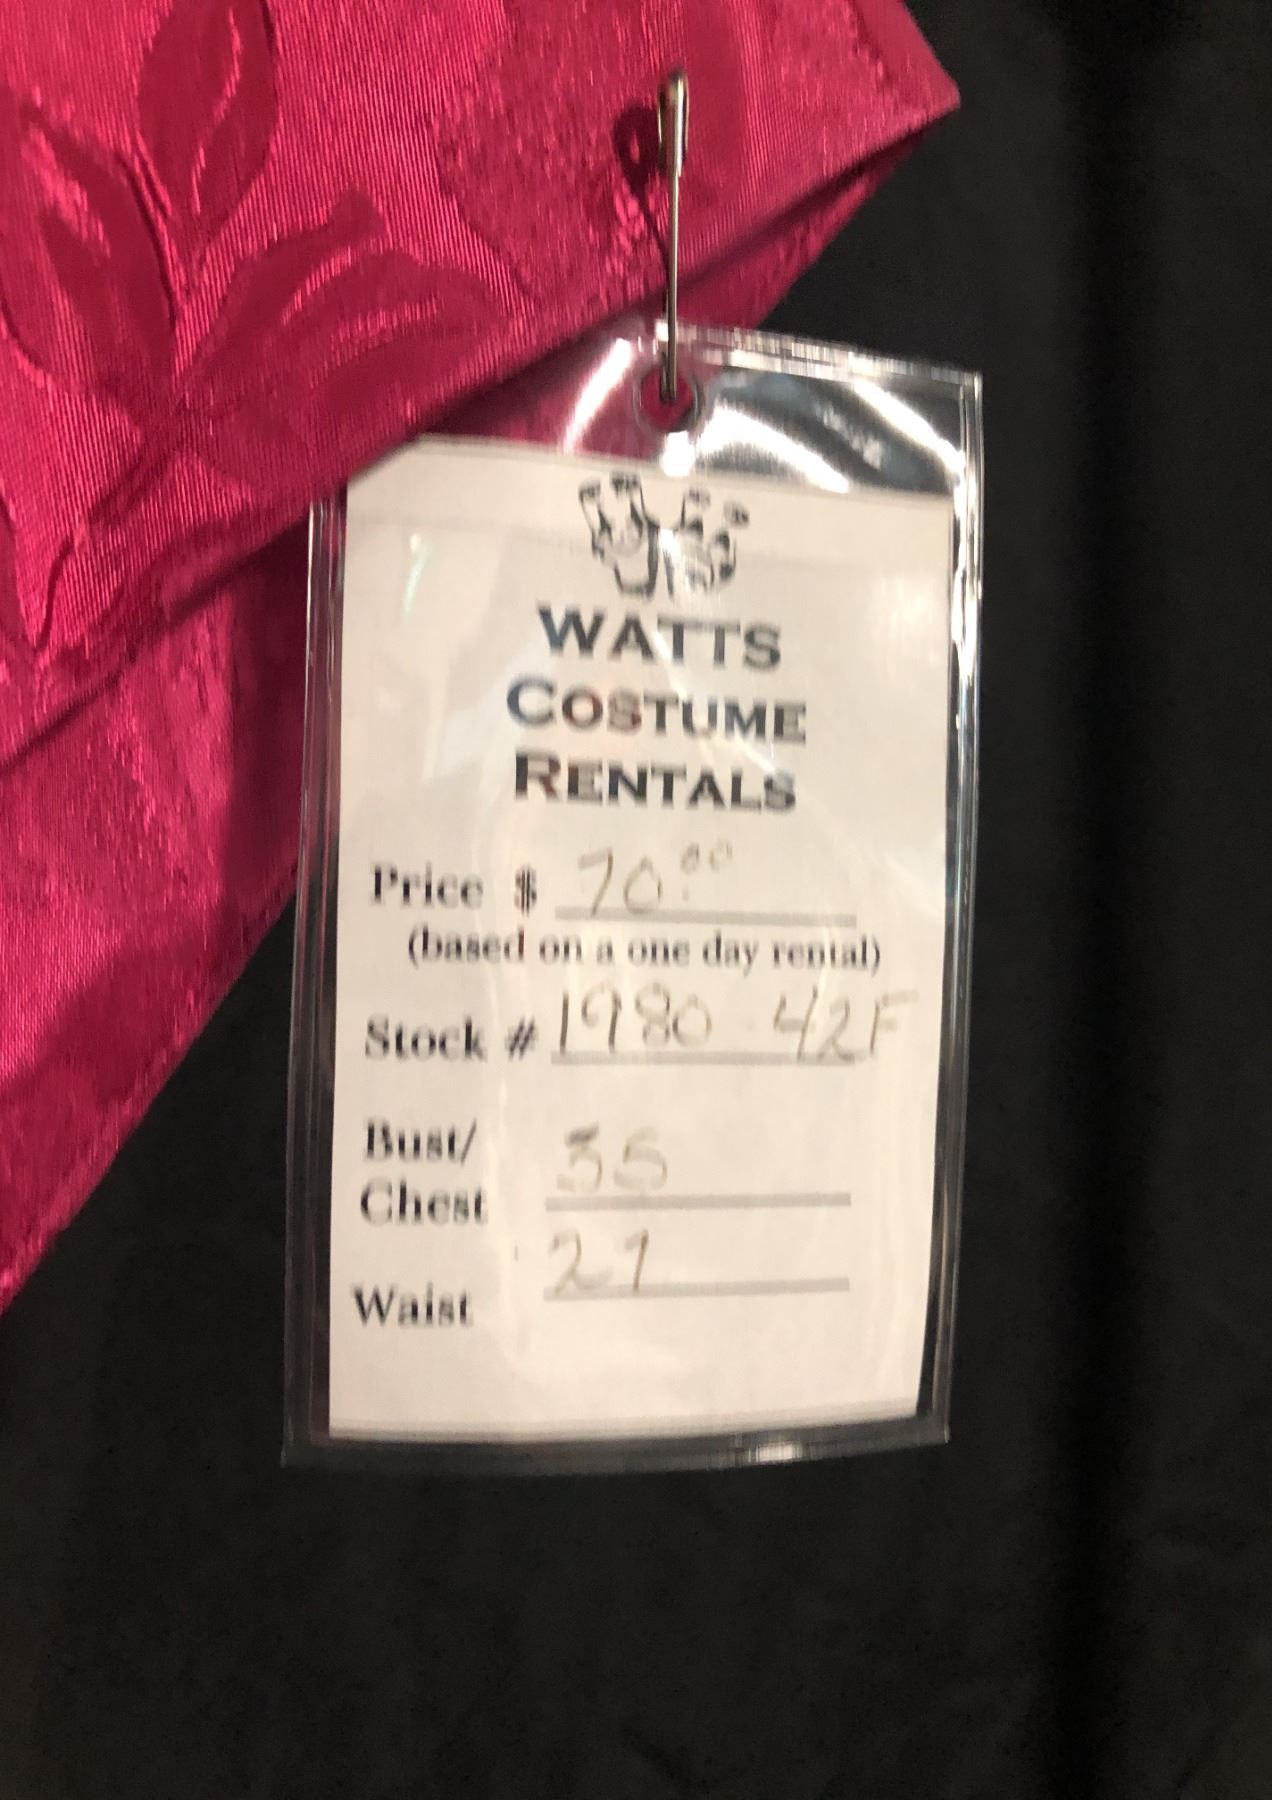 WATTS
COSTUME
RENTALS
Price $ 70.00
(based on a one day rental)
Stock # 1980 42F
Bust/
Chest 35
Waist 27